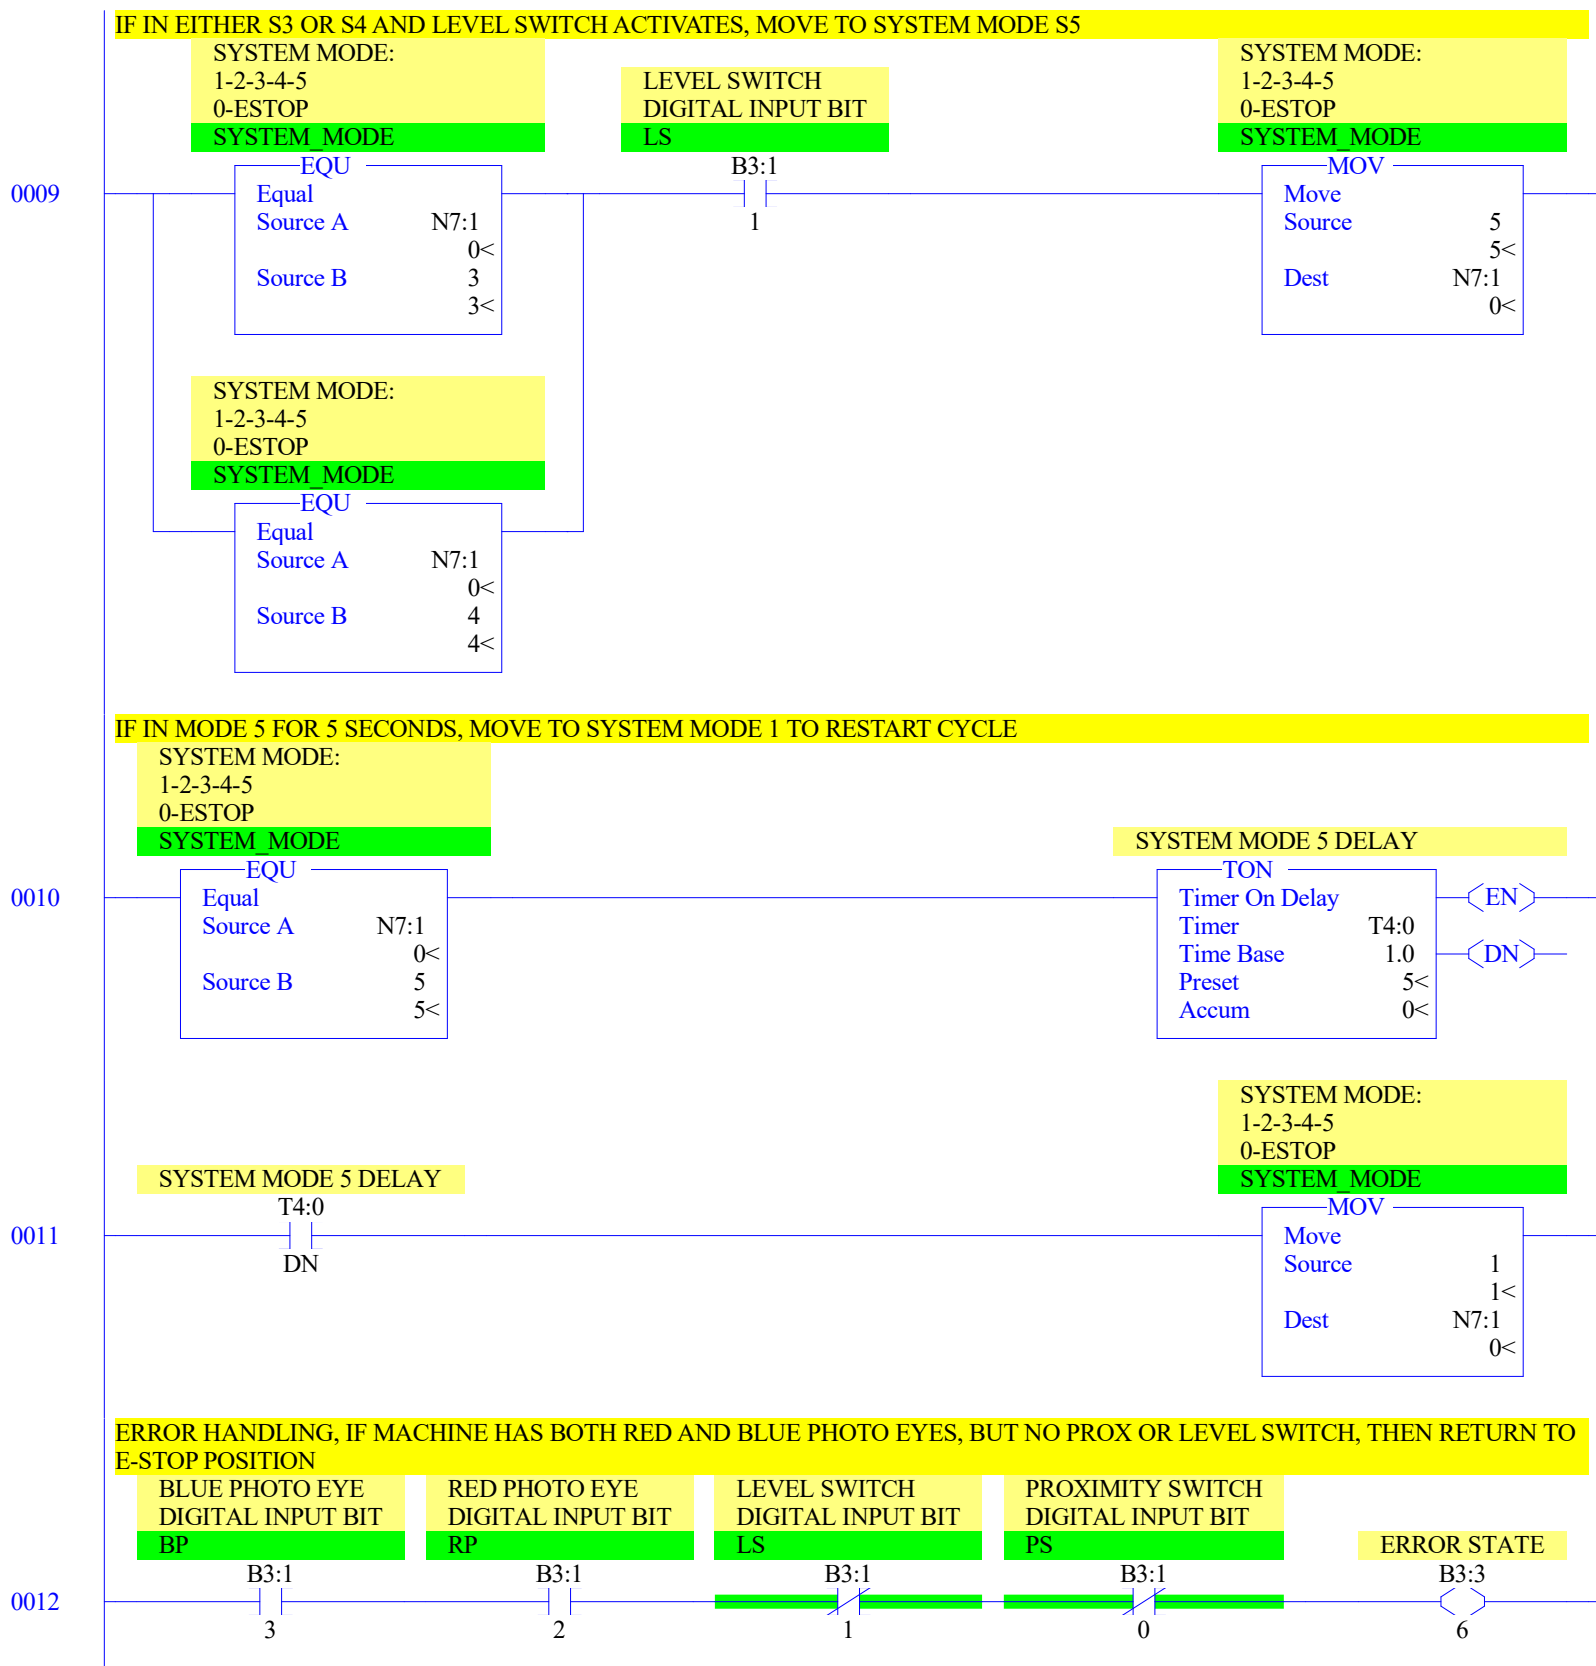 IF IN EITHER S3 OR S4 AND LEVEL SWITCH ACTIVATES, MOVE TO SYSTEM MODE S5
SYSTEM MODE:
1-2-3-4-5
0-ESTOP
SYSTEM_MODE
LEVEL SWITCH
DIGITAL INPUT BIT
LS
SYSTEM MODE:
1-2-3-4-5
0-ESTOP
SYSTEM_MODE
0009
EQU
Equal
Source A N7:1
0<
Source B 3
3<
B3:1
1
MOV
Move
Source 5
5<
Dest N7:1
0<
SYSTEM MODE:
1-2-3-4-5
0-ESTOP
SYSTEM_MODE
EQU
Equal
Source A N7:1
0<
Source B 4
4<
IF IN MODE 5 FOR 5 SECONDS, MOVE TO SYSTEM MODE 1 TO RESTART CYCLE
SYSTEM MODE:
1-2-3-4-5
0-ESTOP
SYSTEM_MODE
SYSTEM MODE 5 DELAY
0010
EQU
Equal
Source A N7:1
0<
Source B 5
5<
TON
Timer On Delay
Timer T4:0
Time Base 1.0
Preset 5<
Accum 0<
EN
DN
SYSTEM MODE:
1-2-3-4-5
0-ESTOP
SYSTEM_MODE
SYSTEM MODE 5 DELAY
0011
T4:0
DN
MOV
Move
Source 1
1<
Dest N7:1
0<
ERROR HANDLING, IF MACHINE HAS BOTH RED AND BLUE PHOTO EYES, BUT NO PROX OR LEVEL SWITCH, THEN RETURN TO
E-STOP POSITION
BLUE PHOTO EYE
DIGITAL INPUT BIT
BP
RED PHOTO EYE
DIGITAL INPUT BIT
RP
LEVEL SWITCH
DIGITAL INPUT BIT
LS
PROXIMITY SWITCH
DIGITAL INPUT BIT
PS
ERROR STATE
0012
B3:1
3
B3:1
2
B3:1
1
B3:1
0
B3:3
6